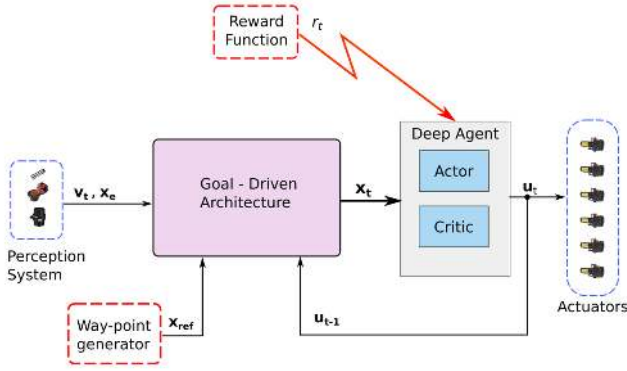 Reward
Function
r_t
Deep Agent
Actor
Critic
Goal - Driven
Architecture
v_t , x_e
x_t
u_t
Perception
System
Actuators
Way-point
generator
x_ref
u_t-1